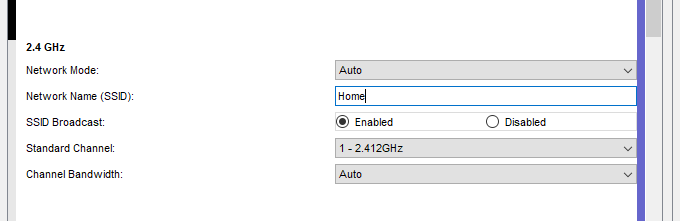 2.4 GHz
Network Mode: Auto
Network Name (SSID): Home
SSID Broadcast: Enabled Disabled
Standard Channel: 1 - 2.412GHz
Channel Bandwidth: Auto